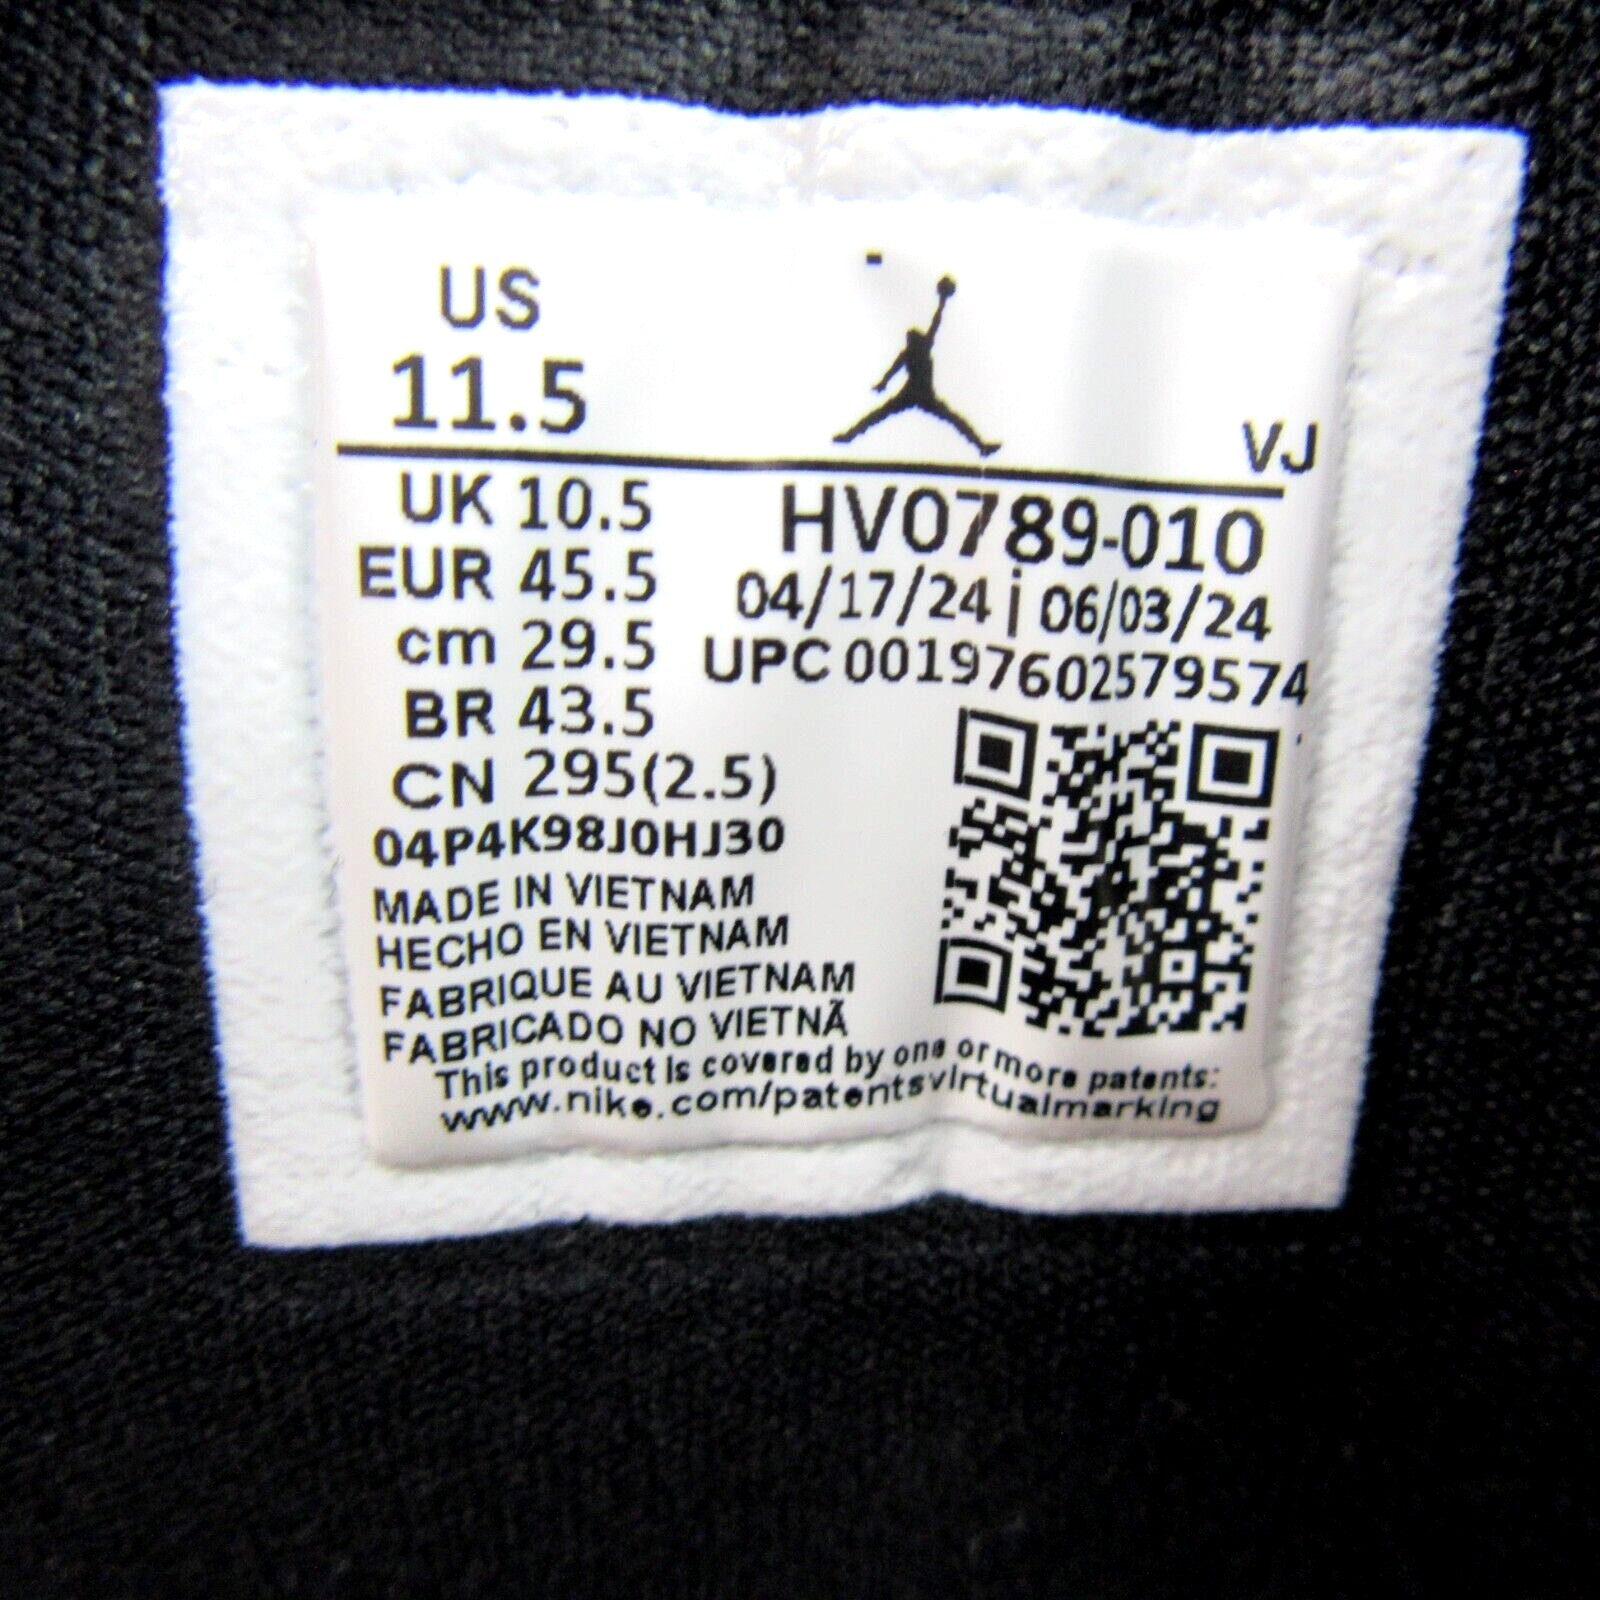 US
11.5
VJ
UK 10.5
EUR 45.5
cm 29.5
BR 43.5
CN 295(2.5)
HV0789-010
04/17/24 | 06/03/24
UPC 00197602579574
04P4K98J0HJ30
MADE IN VIETNAM
HECHO EN VIETNAM
FABRIQUE AU VIETNAM
FABRICADO NO VIETNÃ
This product is covered by one or more patents:
www.nike.com/patentsvirtualmarking